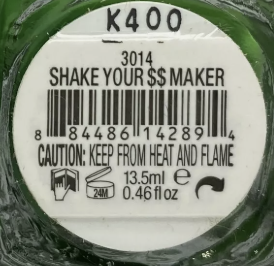 K400
3014
SHAKE YOUR $$ MAKER
8 84486 14289 4
CAUTION: KEEP FROM HEAT AND FLAME
24M
13.5ml e
0.46 fl oz